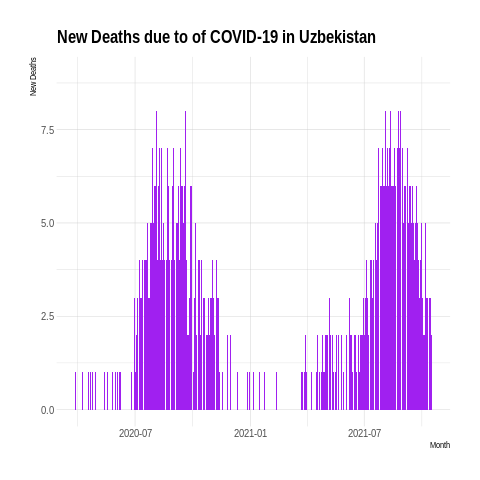 New Deaths due to of COVID-19 in Uzbekistan
New Deaths
7.5
5.0
2.5
0.0
2020-07 2021-01 2021-07
Month